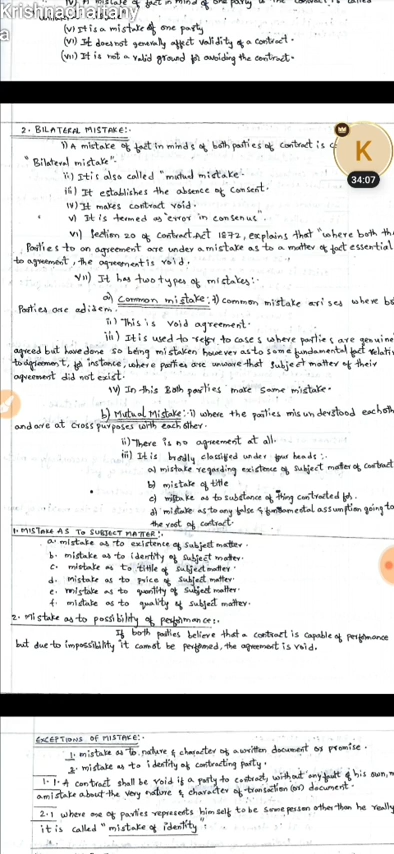 IV) A mistake of fact in mind of one party is
Krishnachaitany
a
(V) It is a mistake of one party
(VI) It does not generally affect validity of a contract.
(VII) It is not a valid ground for avoiding the contract.
2. BILATERAL MISTAKE:-
i) A mistake of fact in minds of both parties of contract is c
K
"Bilateral mistake".
34:07
ii) It is also called "mutual mistake.
iii) It establishes the absence of consent.
IV) It makes contract void.
V) It is termed as "error in consensus".
VI) Section 20 of Contract Act 1872, explains that "where both the
Parties to an agreement are under a mistake as to a matter of fact essential
to agreement, the agreement is void.
VII) It has two types of mistakes:-
a) Common mistake: i) common mistake arises where bo
Parties are adidem.
ii) This is void agreement.
iii) It is used to refer to cases where parties are genuine
agreed but have done so being mistaken however as to some fundamental fact relati
to agreement, for instance, where parties are unware that subject matter of their
agreement did not exist.
IV) In this Both parties make same mistake.
b) Mutual Mistake:- i) where the parties misunderstood eachoth
and are at cross purposes with each other.
ii) There is no agreement at all.
iii) It is brodly classified under four heads :-
a) mistake regarding existence of subject matter of contract
b) mistake of title
c) mistake as to substance of thing contracted for.
d) mistake as to any false & fundamental assumption going to
the root of contract.
1. MISTAKE AS TO SUBJECT MATTER:-
a. mistake as to existence of subject matter.
b. mistake as to identity of subject matter.
c. mistake as to tittle of subject matter.
d. mistake as to price of subject matter.
e. mistake as to quantity of subject matter.
f. mistake as to quality of subject matter.
2. Mistake as to possibility of performance:-
If both parties believe that a contract is capable of performance
but due to impossibility it cannot be performed, the agreement is void.
EXCEPTIONS OF MISTAKE:-
1. mistake as to nature & character of a written document or promise.
2. mistake as to identity of contracting party.
1.1. A contract shall be void if a party to contract, without any fault of his own, m
a mistake about the very nature & character of transaction (or) document.
2.1 where one of parties represents himself to be some person other than he really
it is called "mistake of identity".